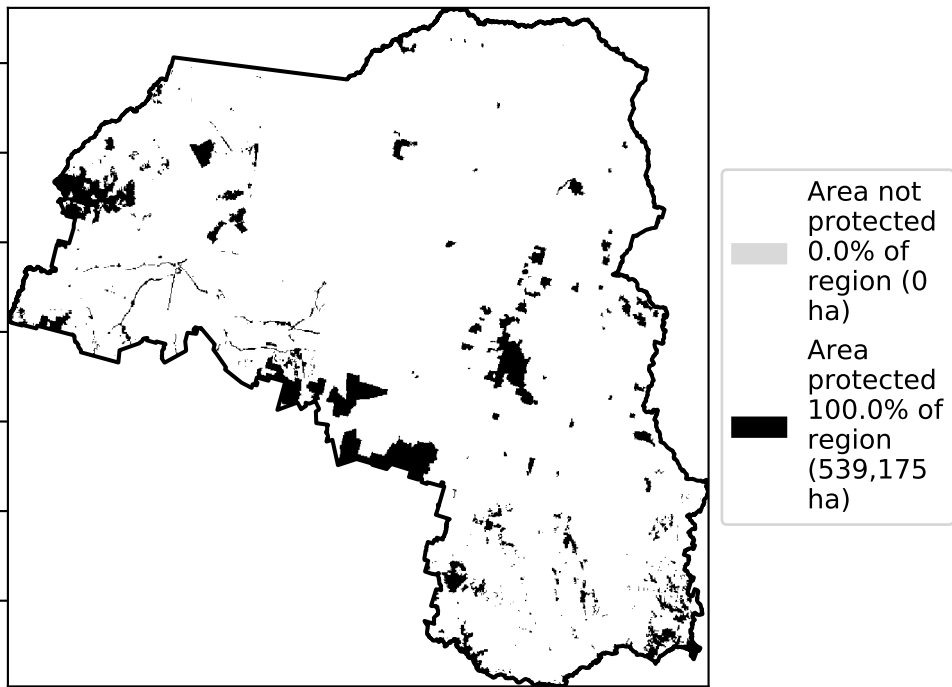 Area not
protected
0.0% of
region (0
ha)
Area
protected
100.0% of
region
(539,175
ha)